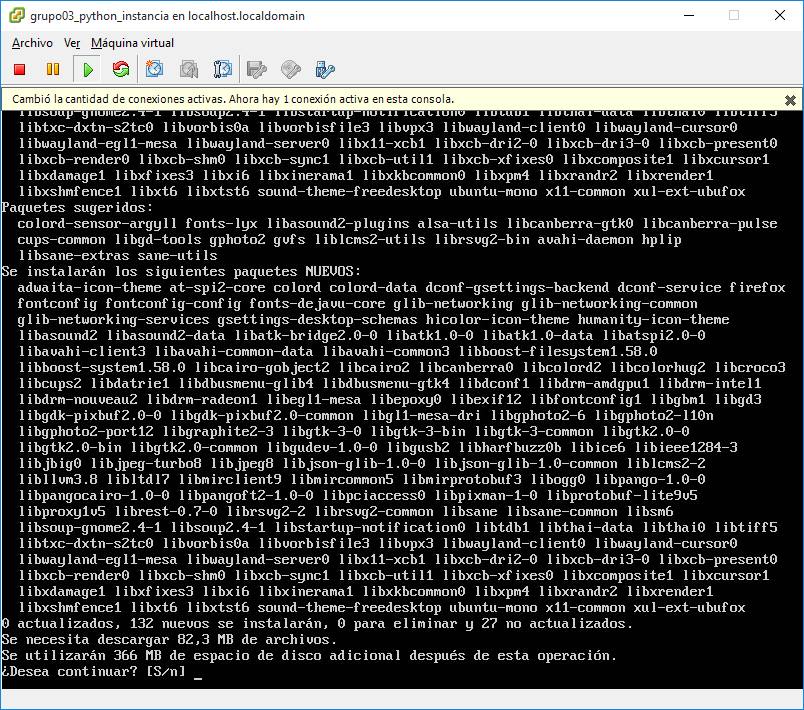 grupo03_python_instancia en localhost.localdomain
Archivo Ver Máquina virtual
Cambió la cantidad de conexiones activas. Ahora hay 1 conexión activa en esta consola.
libsoup-gnome2.4-1 libsoup2.4-1 libstartup-notification0 libtdb1 libthai-data libthai0 libtiff5
libtxc-dxtn-s2tc0 libvorbis0a libvorbisfile3 libvpx3 libwayland-client0 libwayland-cursor0
libwayland-egl1-mesa libwayland-server0 libx11-xcb1 libxcb-dri2-0 libxcb-dri3-0 libxcb-present0
libxcb-render0 libxcb-shm0 libxcb-sync1 libxcb-util1 libxcb-xfixes0 libxcomposite1 libxcursor1
libxdamage1 libxfixes3 libxi6 libxinerama1 libxkbcommon0 libxpm4 libxrandr2 libxrender1
libxshmfence1 libxt6 libxtst6 sound-theme-freedesktop ubuntu-mono x11-common xul-ext-ubufox
Paquetes sugeridos:
colord-sensor-argyll fonts-lyx libasound2-plugins alsa-utils libcanberra-gtk0 libcanberra-pulse
cups-common libgd-tools gphoto2 gvfs liblcms2-utils librsvg2-bin avahi-daemon hplip
libsane-extras sane-utils
Se instalarán los siguientes paquetes NUEVOS:
adwaita-icon-theme at-spi2-core colord colord-data dconf-gsettings-backend dconf-service firefox
fontconfig fontconfig-config fonts-dejavu-core glib-networking glib-networking-common
glib-networking-services gsettings-desktop-schemas hicolor-icon-theme humanity-icon-theme
libasound2 libasound2-data libatk-bridge2.0-0 libatk1.0-0 libatk1.0-data libatspi2.0-0
libavahi-client3 libavahi-common-data libavahi-common3 libboost-filesystem1.58.0
libboost-system1.58.0 libcairo-gobject2 libcairo2 libcanberra0 libcolord2 libcolorhug2 libcroco3
libcups2 libdatrie1 libdbusmenu-glib4 libdbusmenu-gtk4 libdconf1 libdrm-amdgpu1 libdrm-intel1
libdrm-nouveau2 libdrm-radeon1 libegl1-mesa libepoxy0 libexif12 libfontconfig1 libgbm1 libgd3
libgdk-pixbuf2.0-0 libgdk-pixbuf2.0-common libgl1-mesa-dri libgphoto2-6 libgphoto2-l10n
libgphoto2-port12 libgraphite2-3 libgtk-3-0 libgtk-3-bin libgtk-3-common libgtk2.0-0
libgtk2.0-bin libgtk2.0-common libgudev-1.0-0 libgusb2 libharfbuzz0b libice6 libieee1284-3
libjbig0 libjpeg-turbo8 libjpeg8 libjson-glib-1.0-0 libjson-glib-1.0-common liblcms2-2
libllvm3.8 libltdl7 libmirclient9 libmircommon5 libmirprotobuf3 libogg0 libpango-1.0-0
libpangocairo-1.0-0 libpangoft2-1.0-0 libpciaccess0 libpixman-1-0 libprotobuf-lite9v5
libproxy1v5 librest-0.7-0 librsvg2-2 librsvg2-common libsane libsane-common libsm6
libsoup-gnome2.4-1 libsoup2.4-1 libstartup-notification0 libtdb1 libthai-data libthai0 libtiff5
libtxc-dxtn-s2tc0 libvorbis0a libvorbisfile3 libvpx3 libwayland-client0 libwayland-cursor0
libwayland-egl1-mesa libwayland-server0 libx11-xcb1 libxcb-dri2-0 libxcb-dri3-0 libxcb-present0
libxcb-render0 libxcb-shm0 libxcb-sync1 libxcb-util1 libxcb-xfixes0 libxcomposite1 libxcursor1
libxdamage1 libxfixes3 libxi6 libxinerama1 libxkbcommon0 libxpm4 libxrandr2 libxrender1
libxshmfence1 libxt6 libxtst6 sound-theme-freedesktop ubuntu-mono x11-common xul-ext-ubufox
0 actualizados, 132 nuevos se instalarán, 0 para eliminar y 27 no actualizados.
Se necesita descargar 82,3 MB de archivos.
Se utilizarán 366 MB de espacio de disco adicional después de esta operación.
¿Desea continuar? [S/n] _